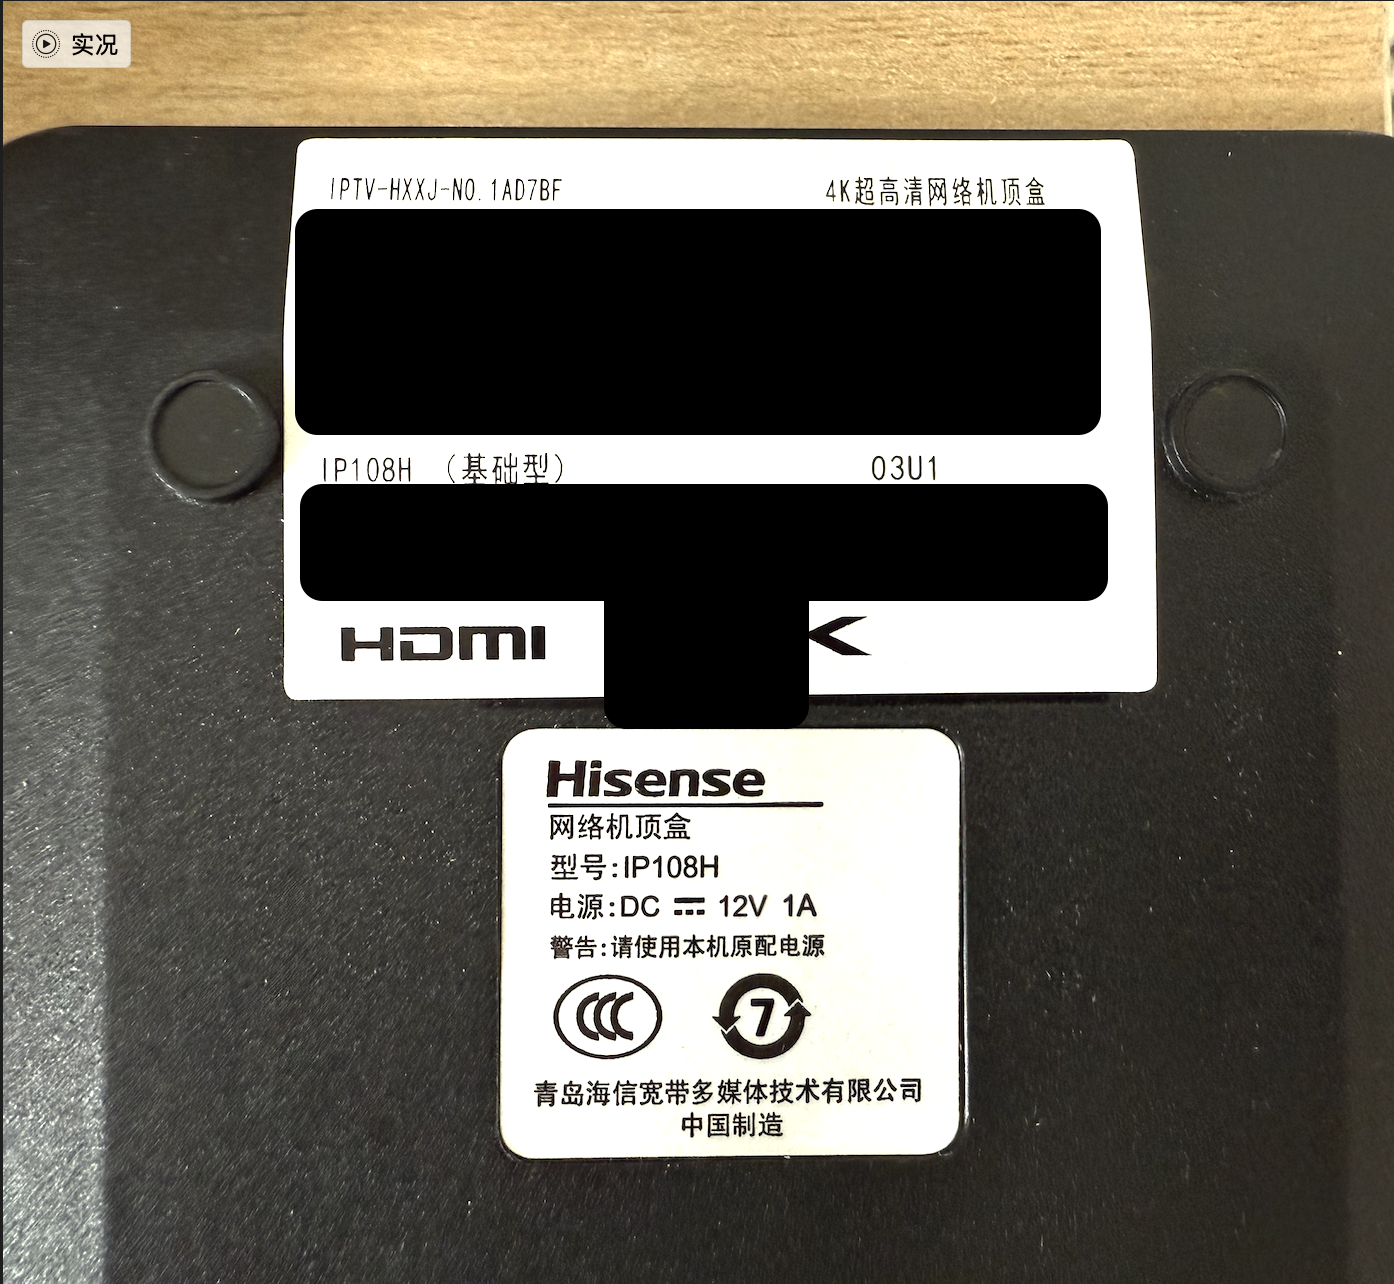 实况
IPTV-HXXJ-NO.1AD7BF 4K超高清网络机顶盒
IP108H （基础型） 03U1
HDMI
Hisense
网络机顶盒
型号:IP108H
电源:DC 12V 1A
警告:请使用本机原配电源
7
青岛海信宽带多媒体技术有限公司
中国制造